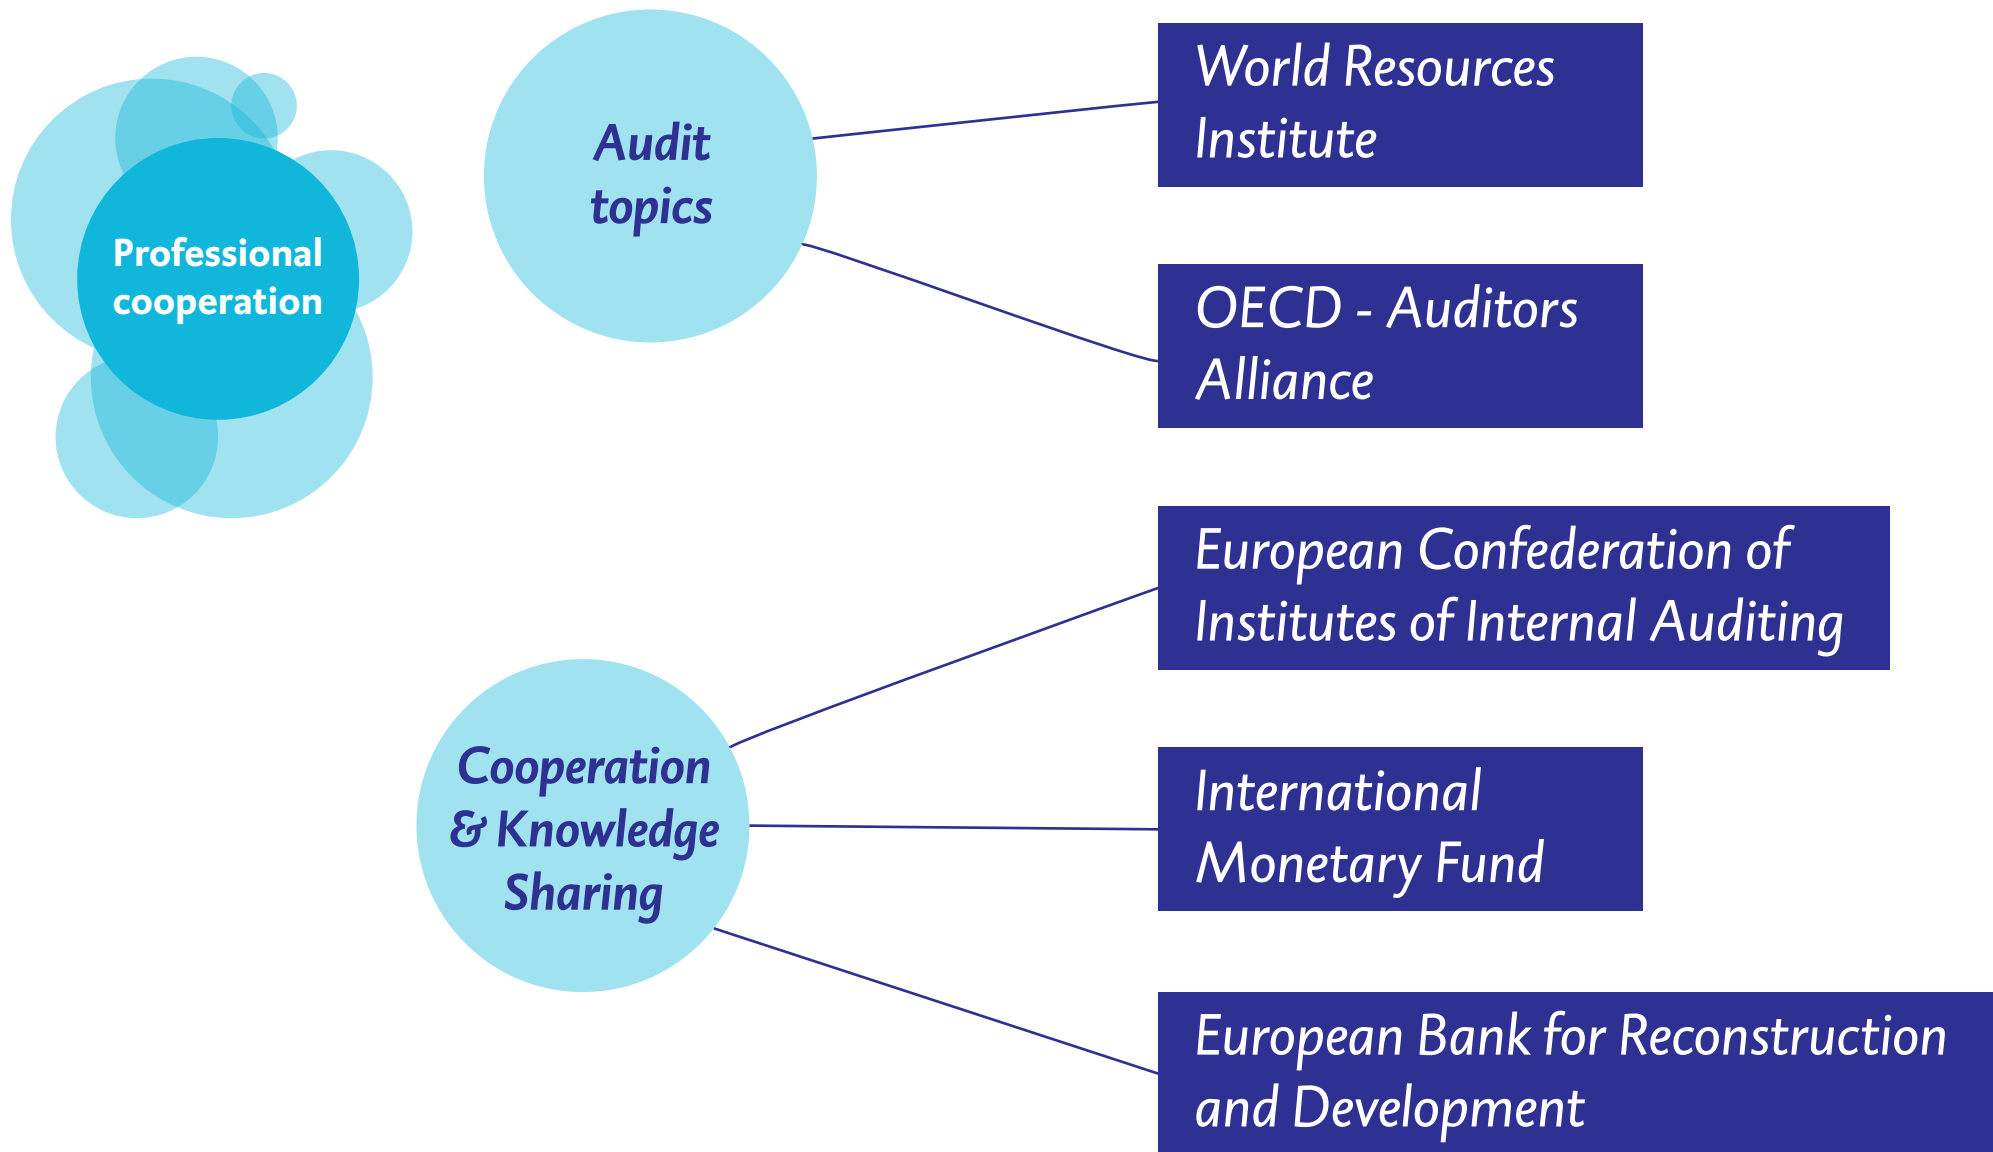 Professional
cooperation
Audit
topics
World Resources
Institute
OECD - Auditors
Alliance
Cooperation
& Knowledge
Sharing
European Confederation of
Institutes of Internal Auditing
International
Monetary Fund
European Bank for Reconstruction
and Development